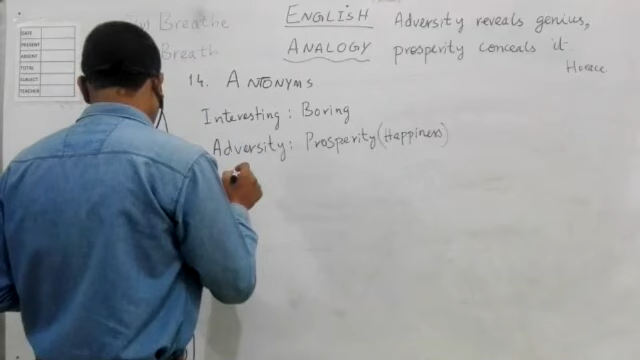 DATE
PRESENT
ABSENT
TOTAL
SUBJECT
TEACHER
Breathe
Breath
ENGLISH
ANALOGY
Adversity reveals genius,
prosperity conceals it
Horace
14. ANTONYMS
Interesting : Boring
Adversity : Prosperity (Happiness)